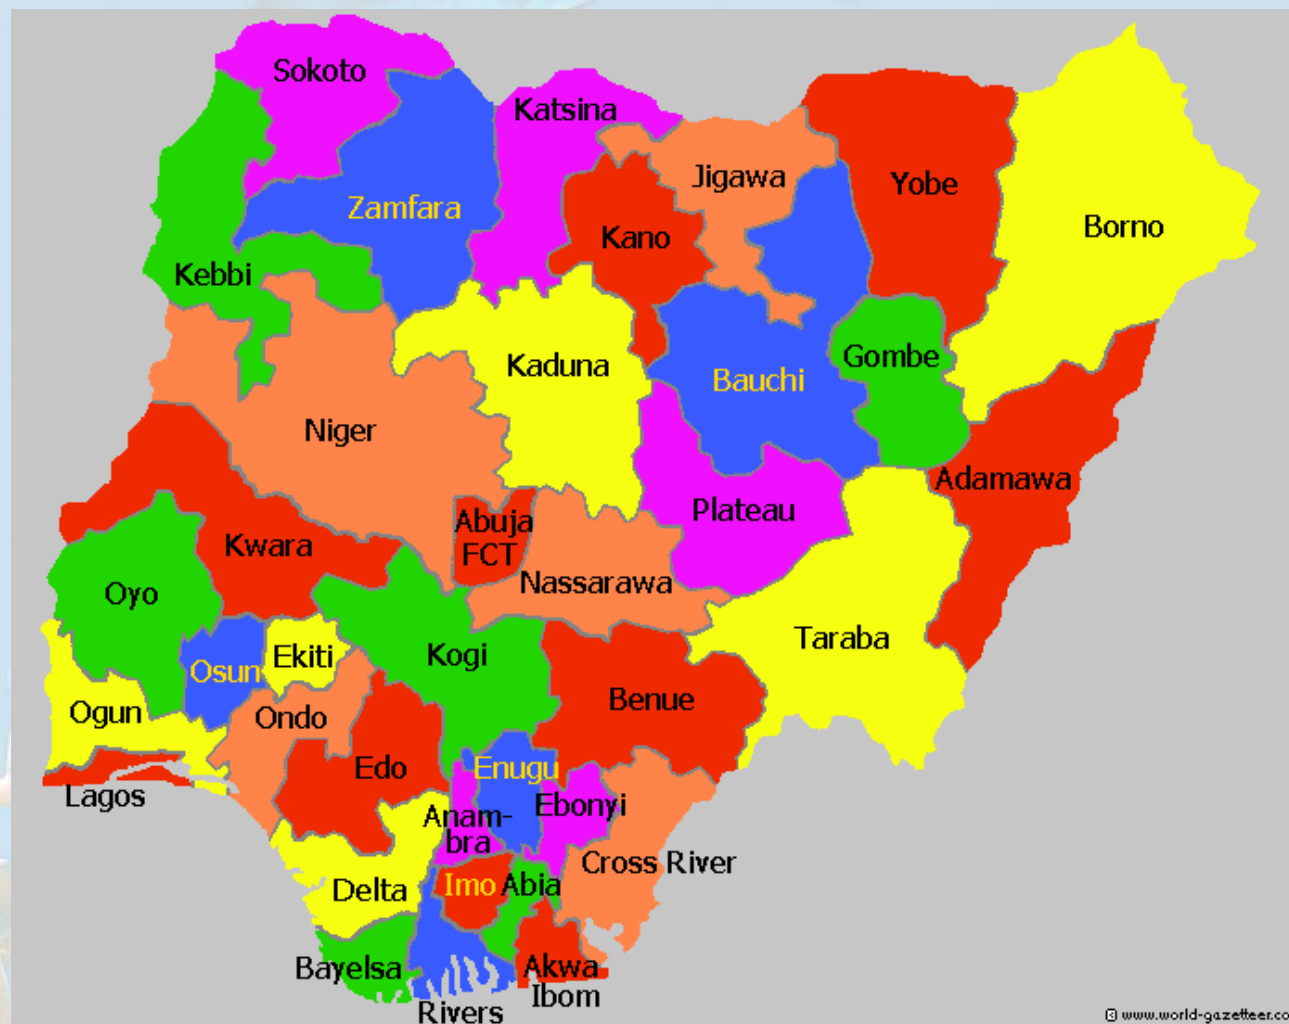 Sokoto
Katsina
Jigawa
Yobe
Zamfara
Borno
Kano
Kebbi
Gombe
Kaduna
Bauchi
Niger
Adamawa
Plateau
Abuja
FCT
Kwara
Nassarawa
Oyo
Taraba
Kogi
Ekiti
Osun
Benue
Ogun
Ondo
Edo
Enugu
Lagos
Ebonyi
Anam-
bra
Cross River
Delta
Imo
Abia
Bayelsa
Akwa
Ibom
Rivers
© www.world-gazetteer.co